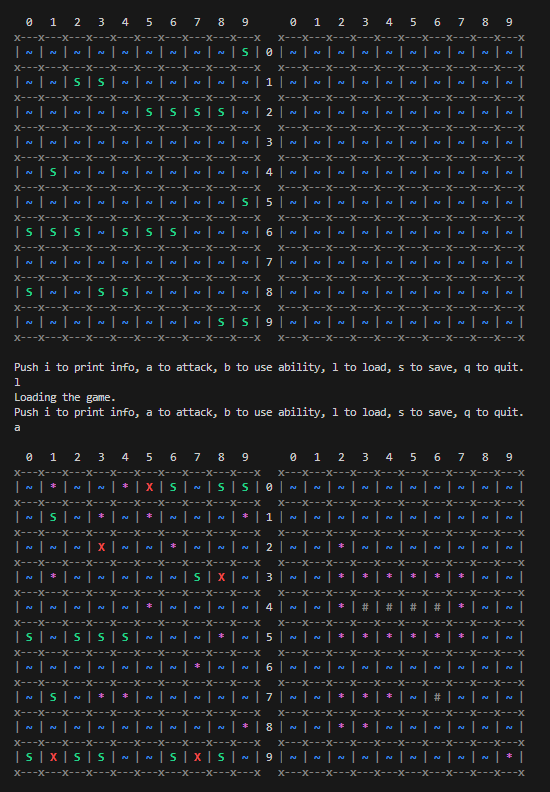 0 1 2 3 4 5 6 7 8 9 0 1 2 3 4 5 6 7 8 9
x---x---x---x---x---x---x---x---x---x---x x---x---x---x---x---x---x---x---x---x---x
| ~ | ~ | ~ | ~ | ~ | ~ | ~ | ~ | ~ | S | 0 | ~ | ~ | ~ | ~ | ~ | ~ | ~ | ~ | ~ | ~ |
x---x---x---x---x---x---x---x---x---x---x x---x---x---x---x---x---x---x---x---x---x
| ~ | ~ | S | S | ~ | ~ | ~ | ~ | ~ | ~ | 1 | ~ | ~ | ~ | ~ | ~ | ~ | ~ | ~ | ~ | ~ |
x---x---x---x---x---x---x---x---x---x---x x---x---x---x---x---x---x---x---x---x---x
| ~ | ~ | ~ | ~ | ~ | S | S | S | S | ~ | 2 | ~ | ~ | ~ | ~ | ~ | ~ | ~ | ~ | ~ | ~ |
x---x---x---x---x---x---x---x---x---x---x x---x---x---x---x---x---x---x---x---x---x
| ~ | ~ | ~ | ~ | ~ | ~ | ~ | ~ | ~ | ~ | 3 | ~ | ~ | ~ | ~ | ~ | ~ | ~ | ~ | ~ | ~ |
x---x---x---x---x---x---x---x---x---x---x x---x---x---x---x---x---x---x---x---x---x
| ~ | S | ~ | ~ | ~ | ~ | ~ | ~ | ~ | ~ | 4 | ~ | ~ | ~ | ~ | ~ | ~ | ~ | ~ | ~ | ~ |
x---x---x---x---x---x---x---x---x---x---x x---x---x---x---x---x---x---x---x---x---x
| ~ | ~ | ~ | ~ | ~ | ~ | ~ | ~ | ~ | S | 5 | ~ | ~ | ~ | ~ | ~ | ~ | ~ | ~ | ~ | ~ |
x---x---x---x---x---x---x---x---x---x---x x---x---x---x---x---x---x---x---x---x---x
| S | S | S | ~ | S | S | S | ~ | ~ | ~ | 6 | ~ | ~ | ~ | ~ | ~ | ~ | ~ | ~ | ~ | ~ |
x---x---x---x---x---x---x---x---x---x---x x---x---x---x---x---x---x---x---x---x---x
| ~ | ~ | ~ | ~ | ~ | ~ | ~ | ~ | ~ | ~ | 7 | ~ | ~ | ~ | ~ | ~ | ~ | ~ | ~ | ~ | ~ |
x---x---x---x---x---x---x---x---x---x---x x---x---x---x---x---x---x---x---x---x---x
| S | ~ | ~ | S | S | ~ | ~ | ~ | ~ | ~ | 8 | ~ | ~ | ~ | ~ | ~ | ~ | ~ | ~ | ~ | ~ |
x---x---x---x---x---x---x---x---x---x---x x---x---x---x---x---x---x---x---x---x---x
| ~ | ~ | ~ | ~ | ~ | ~ | ~ | ~ | S | S | 9 | ~ | ~ | ~ | ~ | ~ | ~ | ~ | ~ | ~ | ~ |
x---x---x---x---x---x---x---x---x---x---x x---x---x---x---x---x---x---x---x---x---x
Push i to print info, a to attack, b to use ability, l to load, s to save, q to quit.
l
Loading the game.
Push i to print info, a to attack, b to use ability, l to load, s to save, q to quit.
a
0 1 2 3 4 5 6 7 8 9 0 1 2 3 4 5 6 7 8 9
x---x---x---x---x---x---x---x---x---x---x x---x---x---x---x---x---x---x---x---x---x
| ~ | * | ~ | ~ | * | X | S | ~ | S | S | 0 | ~ | ~ | ~ | ~ | ~ | ~ | ~ | ~ | ~ | ~ |
x---x---x---x---x---x---x---x---x---x---x x---x---x---x---x---x---x---x---x---x---x
| ~ | S | ~ | * | ~ | * | ~ | ~ | ~ | * | 1 | ~ | ~ | ~ | ~ | ~ | ~ | ~ | ~ | ~ | ~ |
x---x---x---x---x---x---x---x---x---x---x x---x---x---x---x---x---x---x---x---x---x
| ~ | ~ | ~ | X | ~ | ~ | * | ~ | ~ | ~ | 2 | ~ | ~ | * | ~ | ~ | ~ | ~ | ~ | ~ | ~ |
x---x---x---x---x---x---x---x---x---x---x x---x---x---x---x---x---x---x---x---x---x
| ~ | * | ~ | ~ | ~ | ~ | ~ | S | X | ~ | 3 | ~ | ~ | * | * | * | * | * | * | ~ | ~ |
x---x---x---x---x---x---x---x---x---x---x x---x---x---x---x---x---x---x---x---x---x
| ~ | ~ | ~ | ~ | ~ | * | ~ | ~ | ~ | ~ | 4 | ~ | ~ | * | # | # | # | # | * | ~ | ~ |
x---x---x---x---x---x---x---x---x---x---x x---x---x---x---x---x---x---x---x---x---x
| S | ~ | S | S | S | ~ | ~ | ~ | * | ~ | 5 | ~ | ~ | * | * | * | * | * | * | ~ | ~ |
x---x---x---x---x---x---x---x---x---x---x x---x---x---x---x---x---x---x---x---x---x
| ~ | ~ | ~ | ~ | ~ | ~ | ~ | * | ~ | ~ | 6 | ~ | ~ | ~ | ~ | ~ | ~ | ~ | ~ | ~ | ~ |
x---x---x---x---x---x---x---x---x---x---x x---x---x---x---x---x---x---x---x---x---x
| ~ | S | ~ | * | * | ~ | ~ | ~ | ~ | ~ | 7 | ~ | ~ | * | * | * | ~ | # | ~ | ~ | ~ |
x---x---x---x---x---x---x---x---x---x---x x---x---x---x---x---x---x---x---x---x---x
| ~ | ~ | ~ | ~ | ~ | ~ | ~ | ~ | ~ | * | 8 | ~ | ~ | * | * | ~ | ~ | ~ | ~ | ~ | ~ |
x---x---x---x---x---x---x---x---x---x---x x---x---x---x---x---x---x---x---x---x---x
| S | X | S | S | ~ | ~ | S | X | S | ~ | 9 | ~ | ~ | ~ | ~ | ~ | ~ | ~ | ~ | ~ | * |
x---x---x---x---x---x---x---x---x---x---x x---x---x---x---x---x---x---x---x---x---x